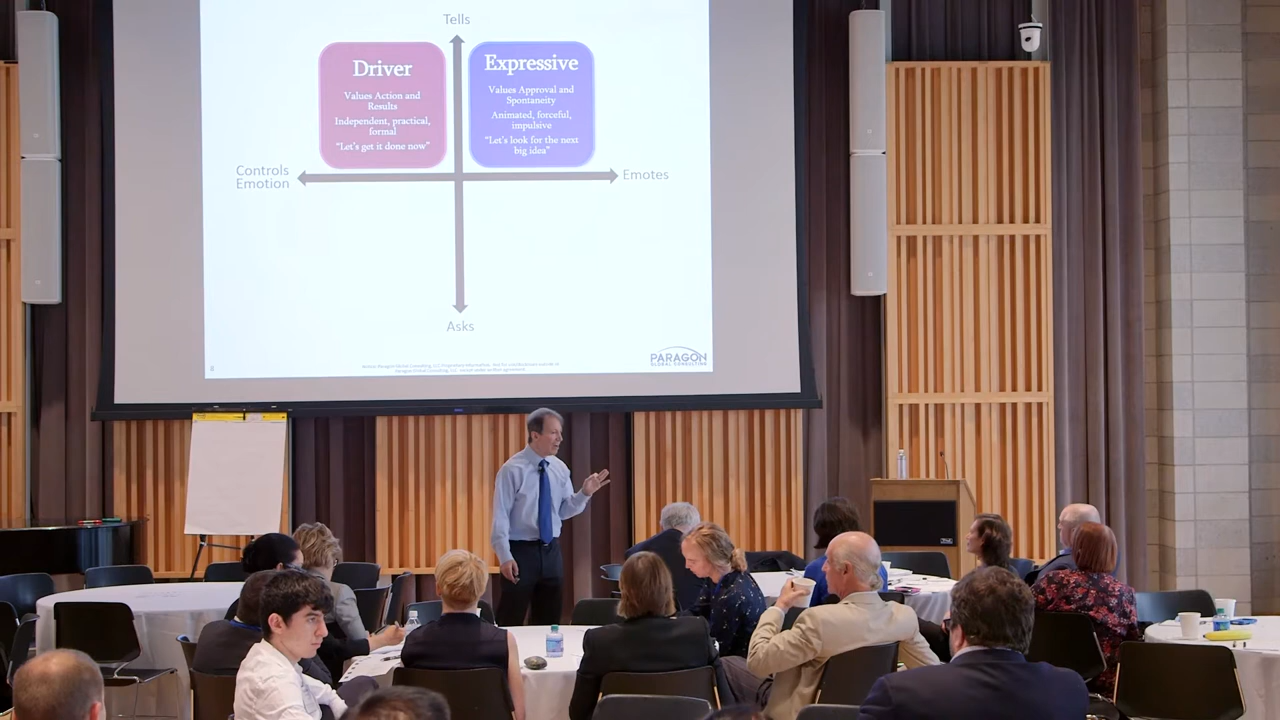 Tells
Driver
Values Action and
Results
Independent, practical,
formal
"Let's get it done now"
Expressive
Values Approval and
Spontaneity
Animated, forceful,
impulsive
"Let's look for the next
big idea"
Controls
Emotion
Emotes
Asks
PARAGON
GLOBAL CONSULTING